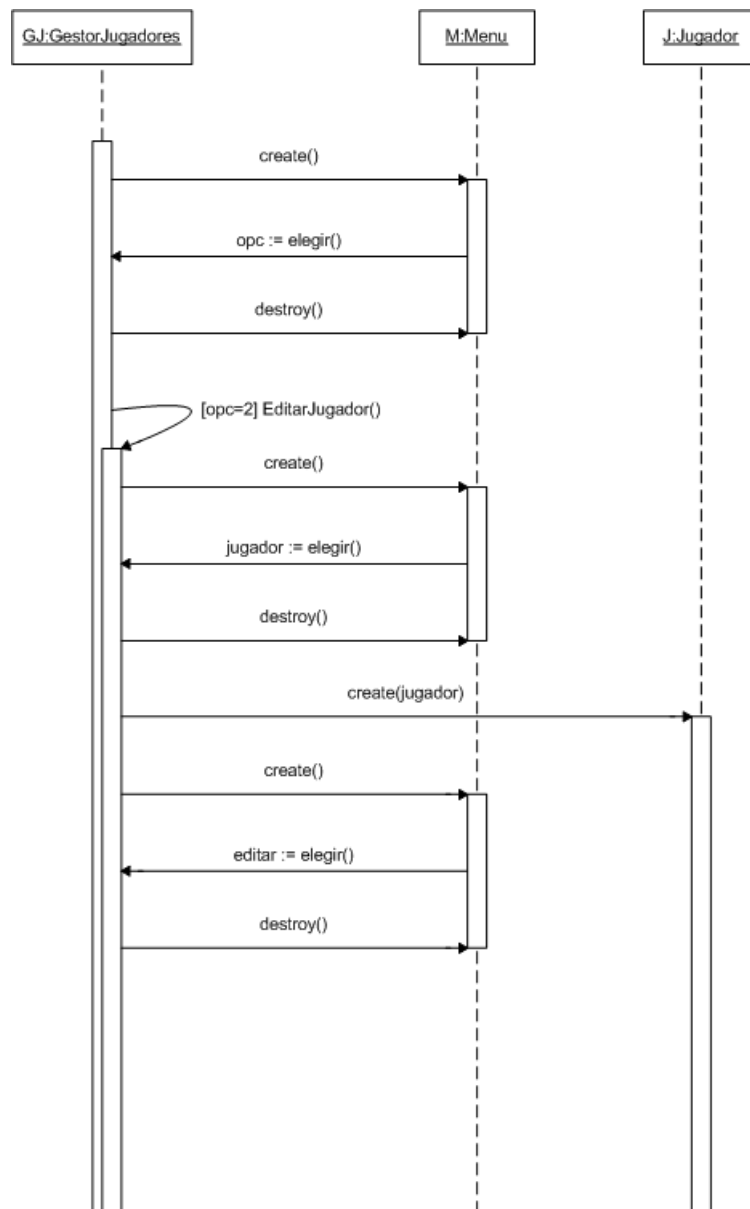 GJ:GestorJugadores
M:Menu
J:Jugador
create()
opc := elegir()
destroy()
[opc=2] EditarJugador()
create()
jugador := elegir()
destroy()
create(jugador)
create()
editar := elegir()
destroy()